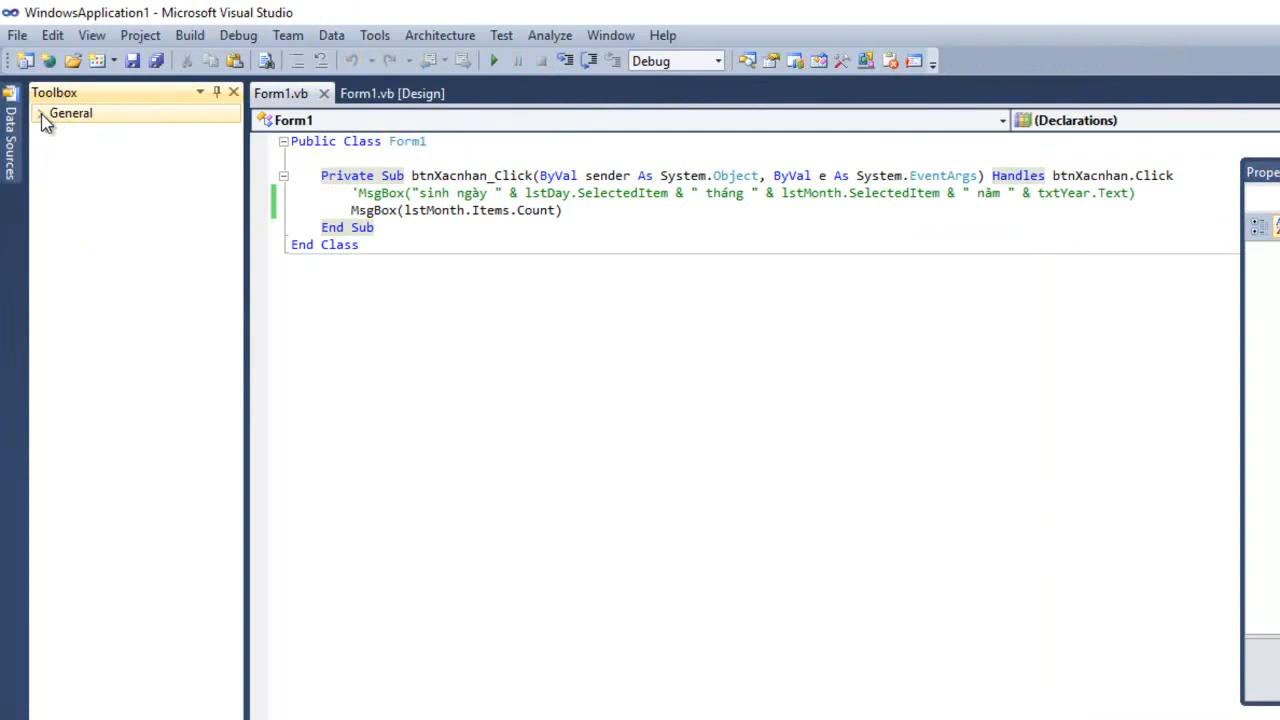 WindowsApplication1 - Microsoft Visual Studio
File Edit View Project Build Debug Team Data Tools Architecture Test Analyze Window Help
Debug
Data Sources
Toolbox
General
Form1.vb Form1.vb [Design]
Form1 (Declarations)
Public Class Form1
Private Sub btnXacnhan_Click(ByVal sender As System.Object, ByVal e As System.EventArgs) Handles btnXacnhan.Click
'MsgBox("sinh ngày " & lstDay.SelectedItem & " tháng " & lstMonth.SelectedItem & " năm " & txtYear.Text)
MsgBox(lstMonth.Items.Count)
End Sub
End Class
Prope